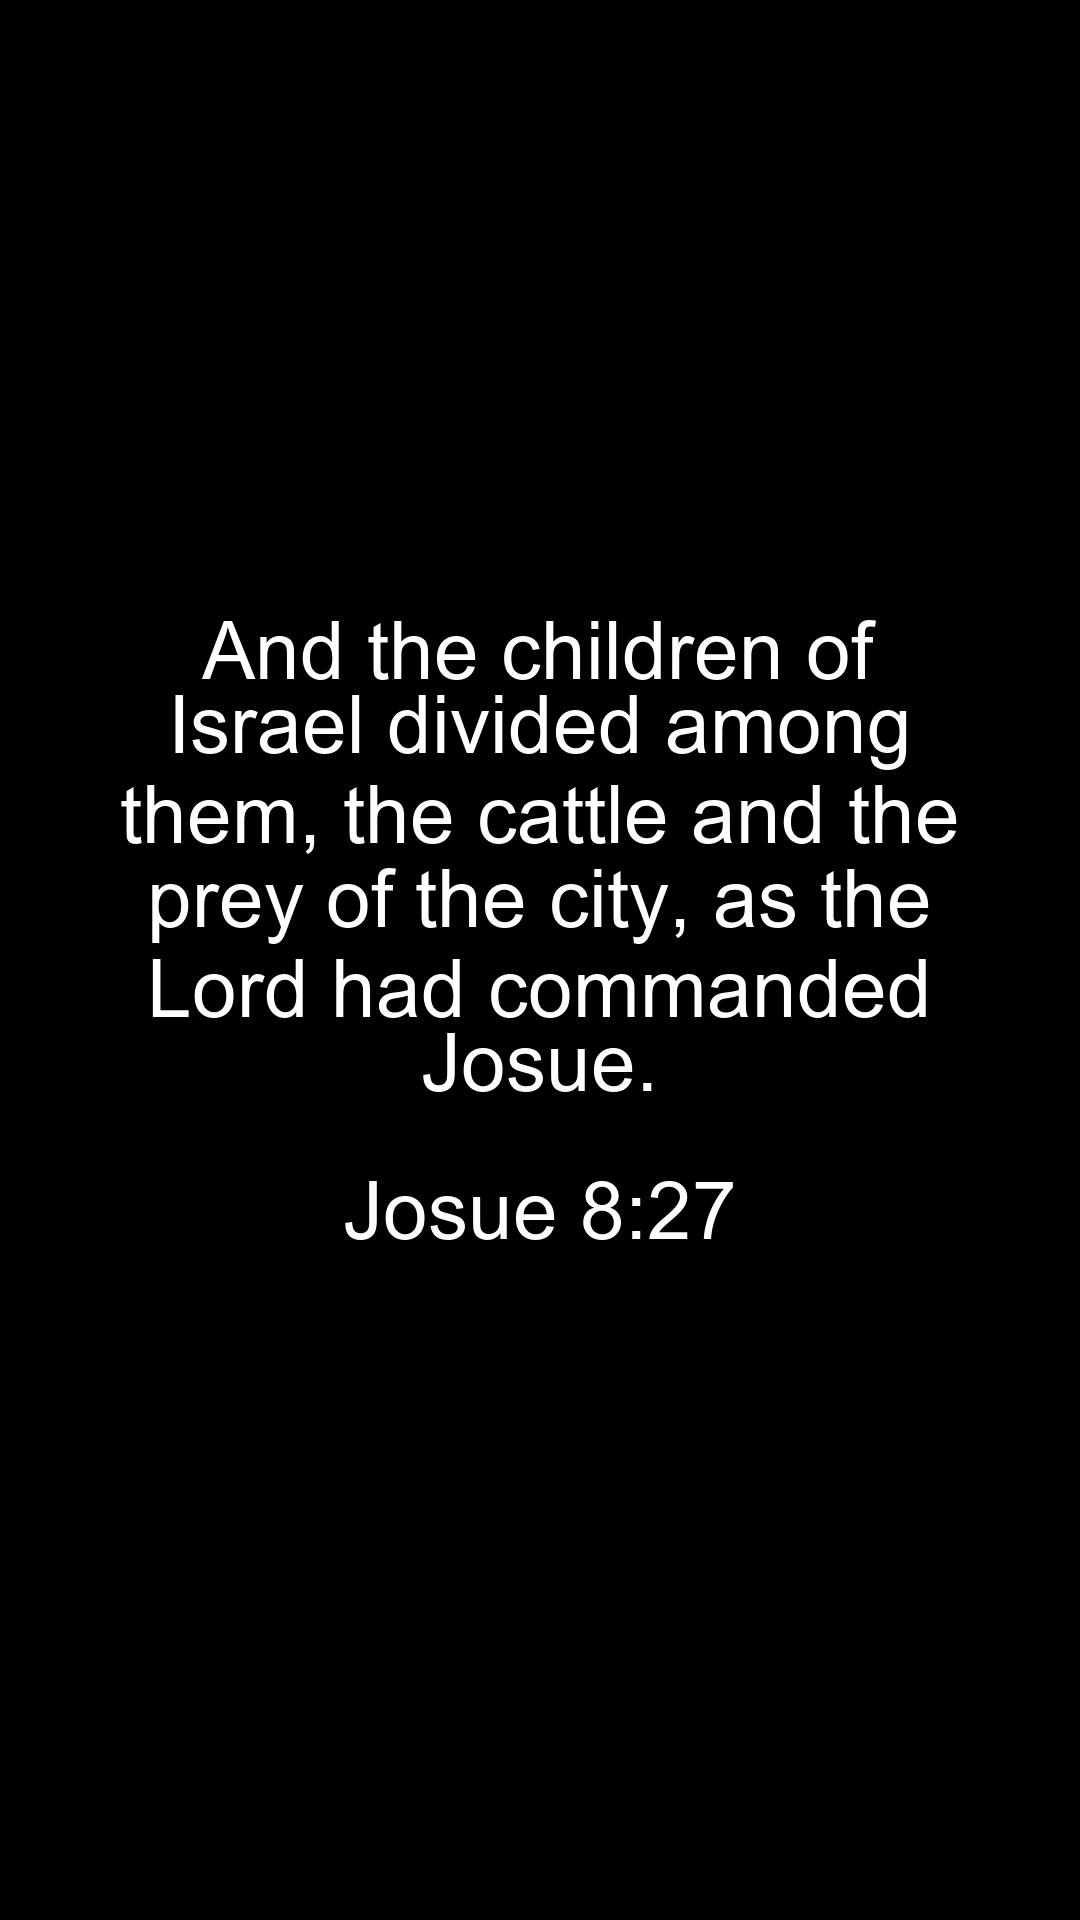 And the children of
Israel divided among
them, the cattle and the
prey of the city, as the
Lord had commanded
Josue.
Josue 8:27